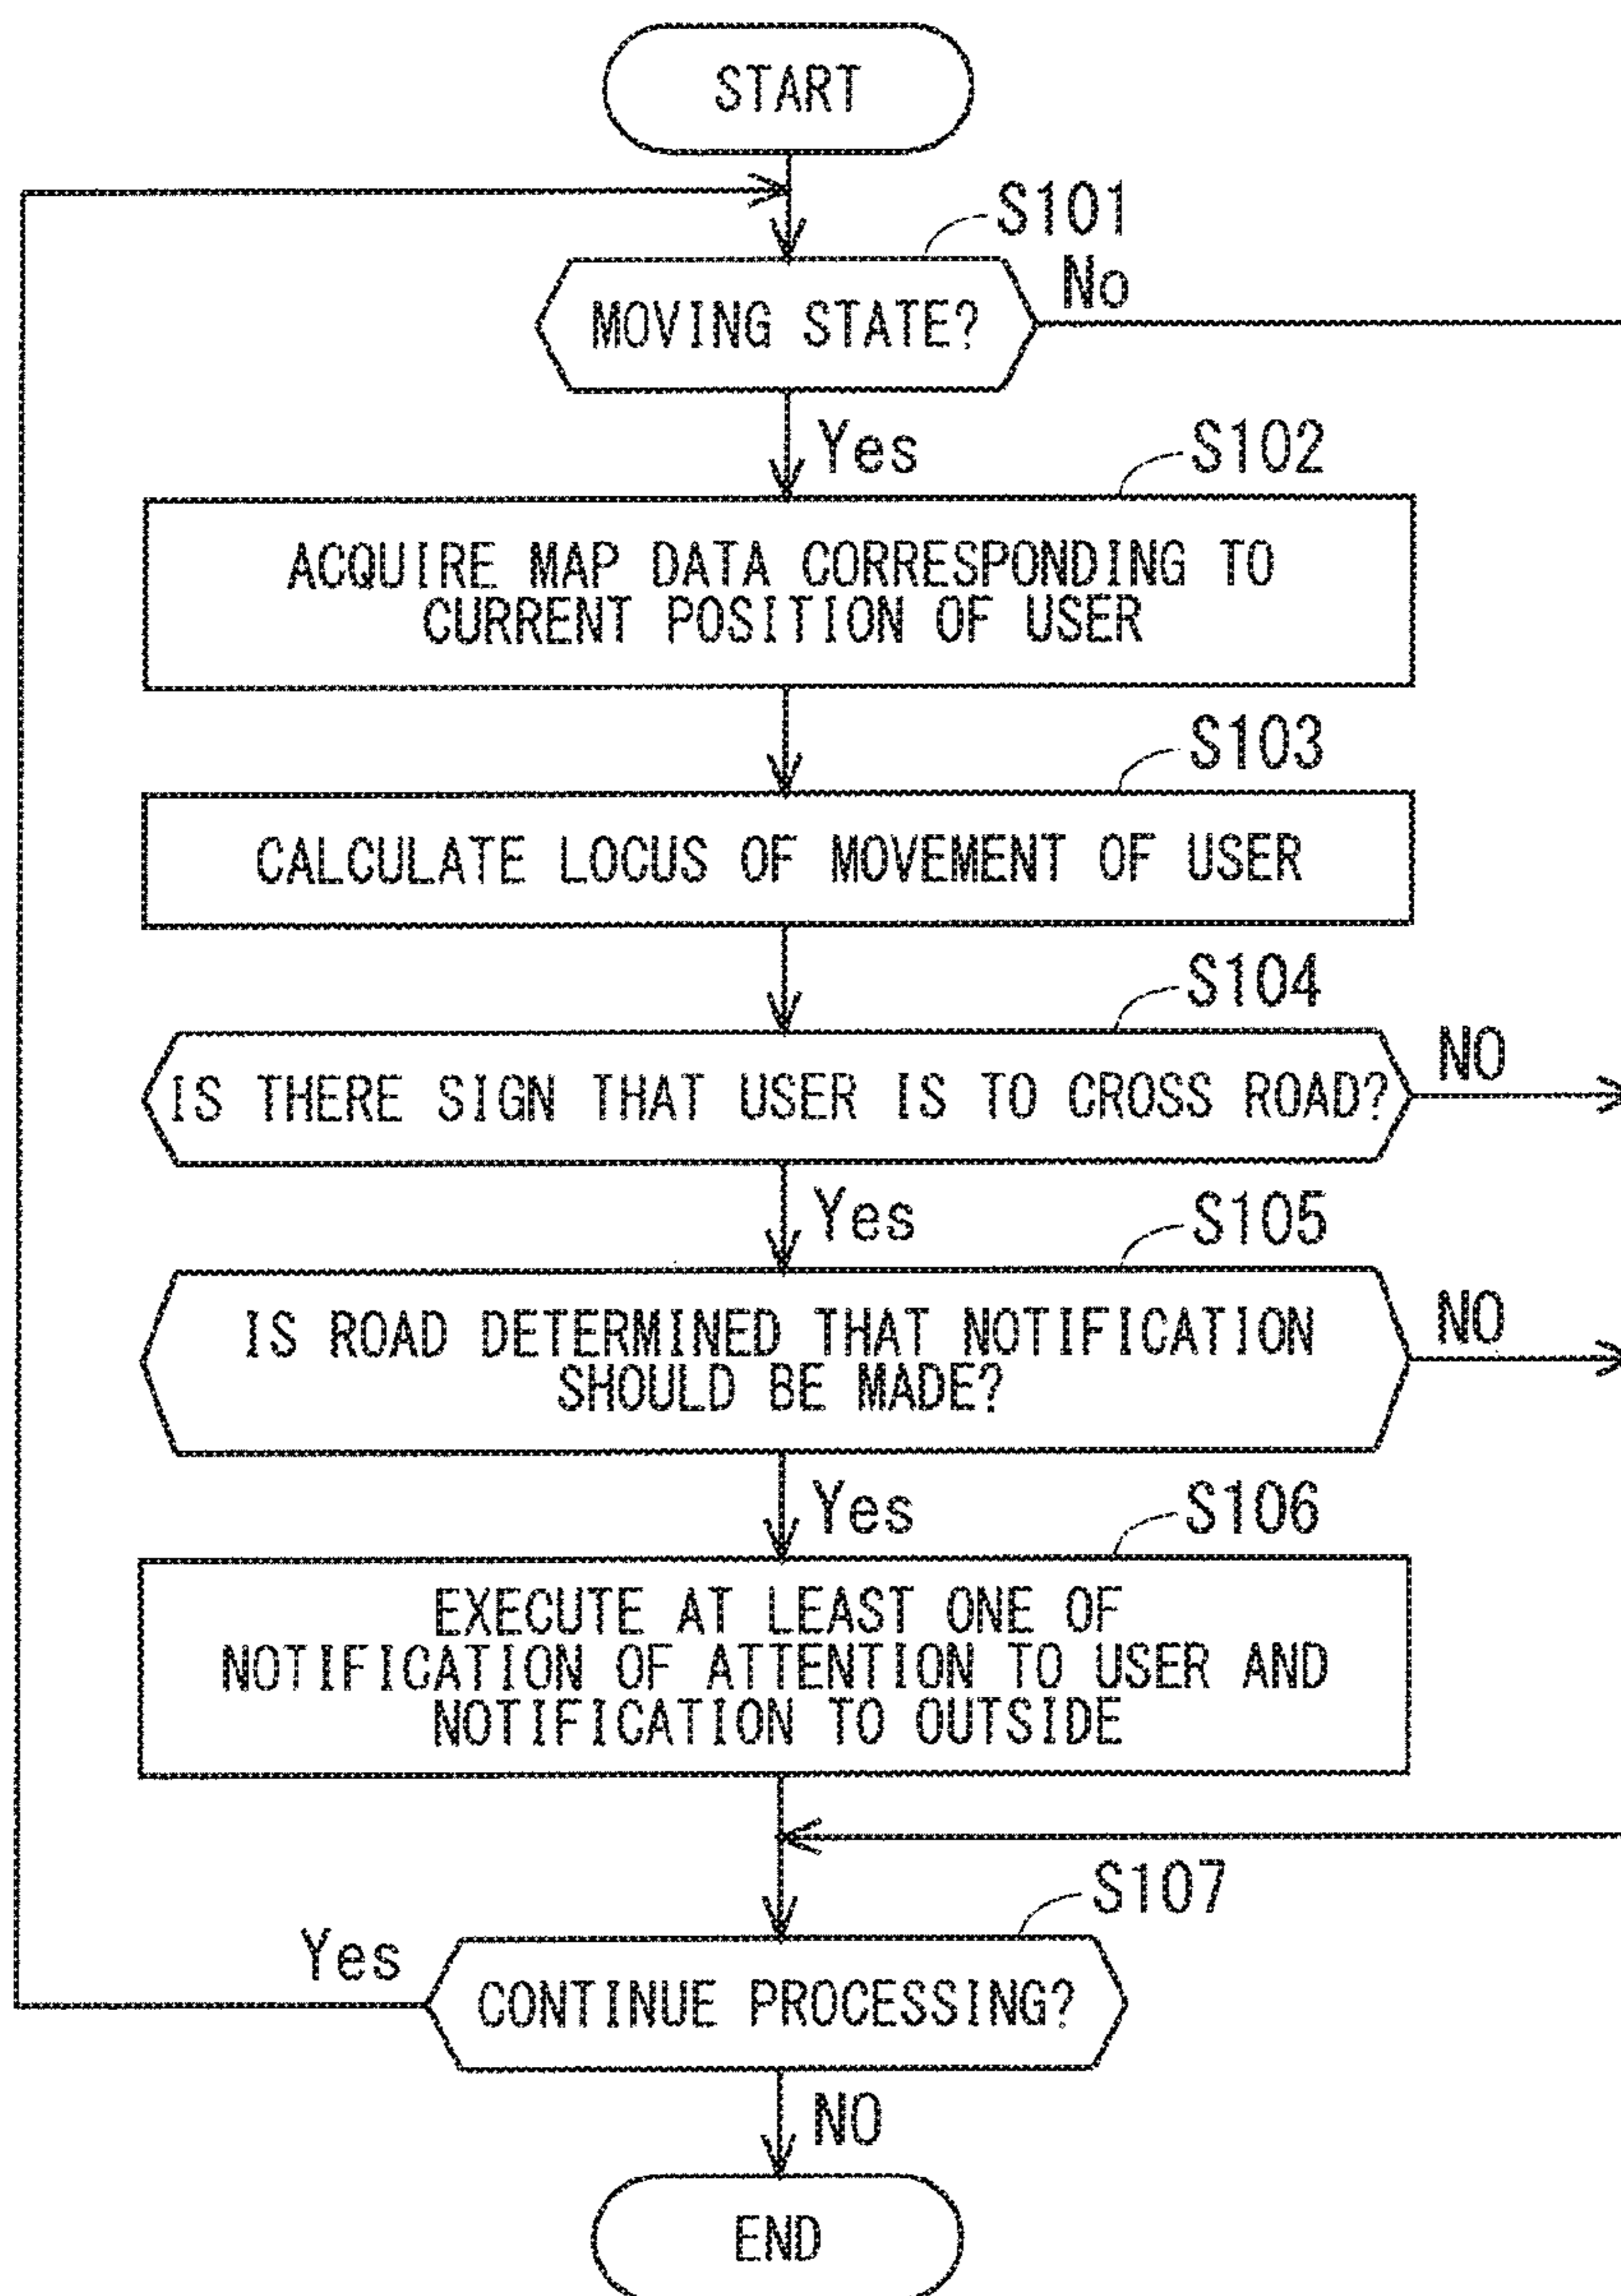 START
S101
MOVING STATE?
No
Yes
S102
ACQUIRE MAP DATA CORRESPONDING TO
CURRENT POSITION OF USER
S103
CALCULATE LOCUS OF MOVEMENT OF USER
S104
IS THERE SIGN THAT USER IS TO CROSS ROAD?
NO
Yes
S105
IS ROAD DETERMINED THAT NOTIFICATION
SHOULD BE MADE?
NO
Yes
S106
EXECUTE AT LEAST ONE OF
NOTIFICATION OF ATTENTION TO USER AND
NOTIFICATION TO OUTSIDE
S107
Yes
CONTINUE PROCESSING?
NO
END